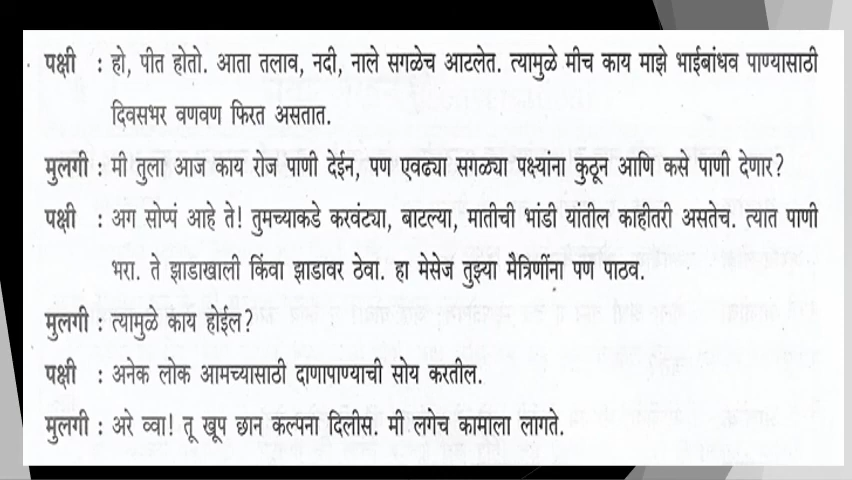 पक्षी : हो, पीत होतो. आता तलाव, नदी, नाले सगळेच आटलेत. त्यामुळे मीच काय माझे भाईबांधव पाण्यासाठी
दिवसभर वणवण फिरत असतात.
मुलगी : मी तुला आज काय रोज पाणी देईन, पण एवढ्या सगळ्या पक्ष्यांना कुठून आणि कसे पाणी देणार?
पक्षी : अग सोप्पं आहे ते! तुमच्याकडे करवंट्या, बाटल्या, मातीची भांडी यांतील काहीतरी असतेच. त्यात पाणी
भरा. ते झाडाखाली किंवा झाडावर ठेवा. हा मेसेज तुझ्या मैत्रिणींना पण पाठव.
मुलगी : त्यामुळे काय होईल?
पक्षी : अनेक लोक आमच्यासाठी दाणापाण्याची सोय करतील.
मुलगी : अरे व्वा! तू खूप छान कल्पना दिलीस. मी लगेच कामाला लागते.